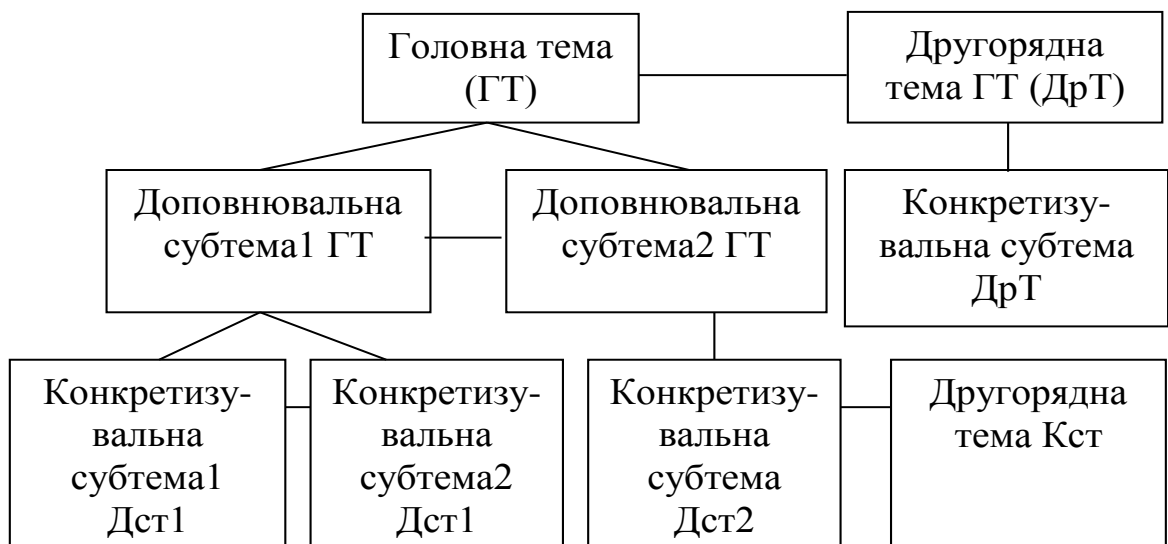 Головна тема
(ГТ)
Другорядна
тема ГТ (ДрТ)
Доповнювальна
субтема1 ГТ
Доповнювальна
субтема2 ГТ
Конкретизу-
вальна субтема
ДрТ
Конкретизу-
вальна
субтема1
Дст1
Конкретизу-
вальна
субтема2
Дст1
Конкретизу-
вальна
субтема
Дст2
Другорядна
тема Кст